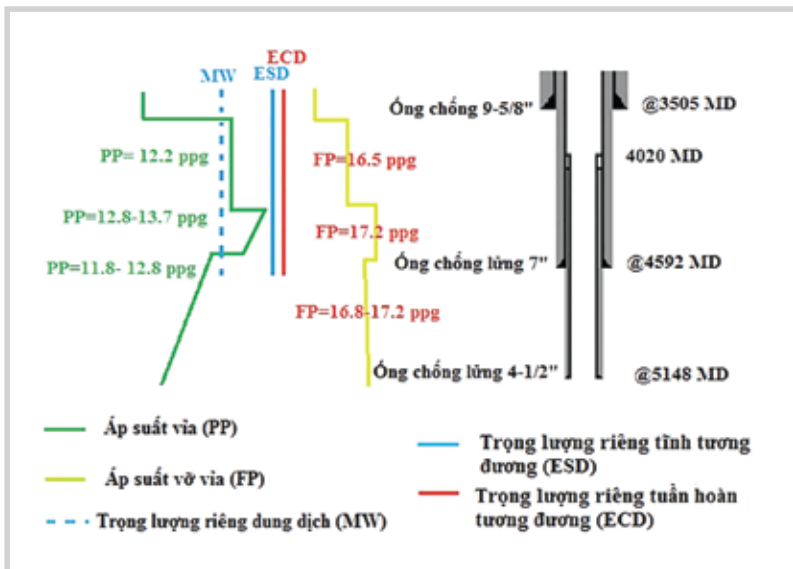 ECD
MW
ESD
PP= 12.2 ppg
FP=16.5 ppg
PP=12.8-13.7 ppg
FP=17.2 ppg
PP=11.8- 12.8 ppg
FP=16.8-17.2 ppg
Ống chống 9-5/8"
@3505 MD
4020 MD
Ống chống lửng 7"
@4592 MD
Ống chống lửng 4-1/2"
@5148 MD
Áp suất vỉa (PP)
Áp suất vỡ vỉa (FP)
Trọng lượng riêng dung dịch (MW)
Trọng lượng riêng tĩnh tương
đương (ESD)
Trọng lượng riêng tuần hoàn
tương đương (ECD)